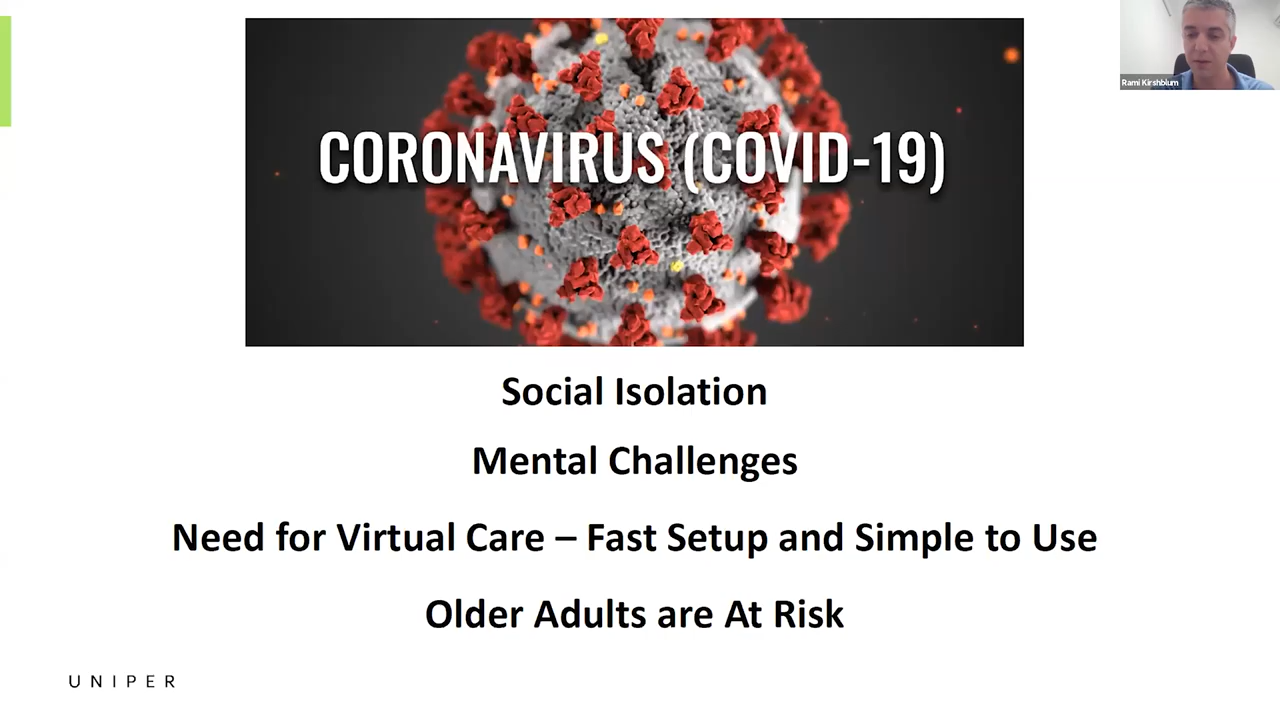 CORONAVIRUS (COVID-19)
Rami Kirshblum
Social Isolation
Mental Challenges
Need for Virtual Care – Fast Setup and Simple to Use
Older Adults are At Risk
UNIPER